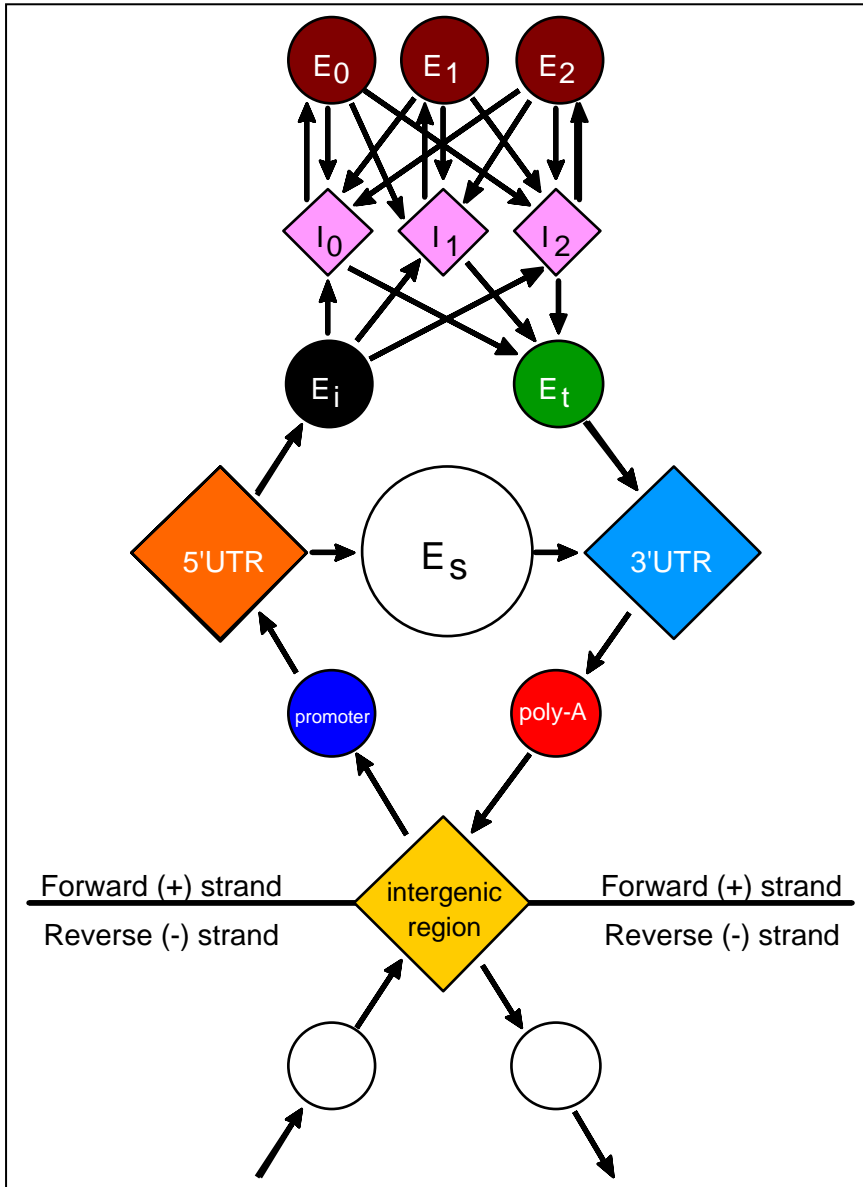 E0 E1 E2
I0 I1 I2
Ei Et
5'UTR Es 3'UTR
promoter poly-A
Forward (+) strand Forward (+) strand
intergenic
region
Reverse (-) strand Reverse (-) strand